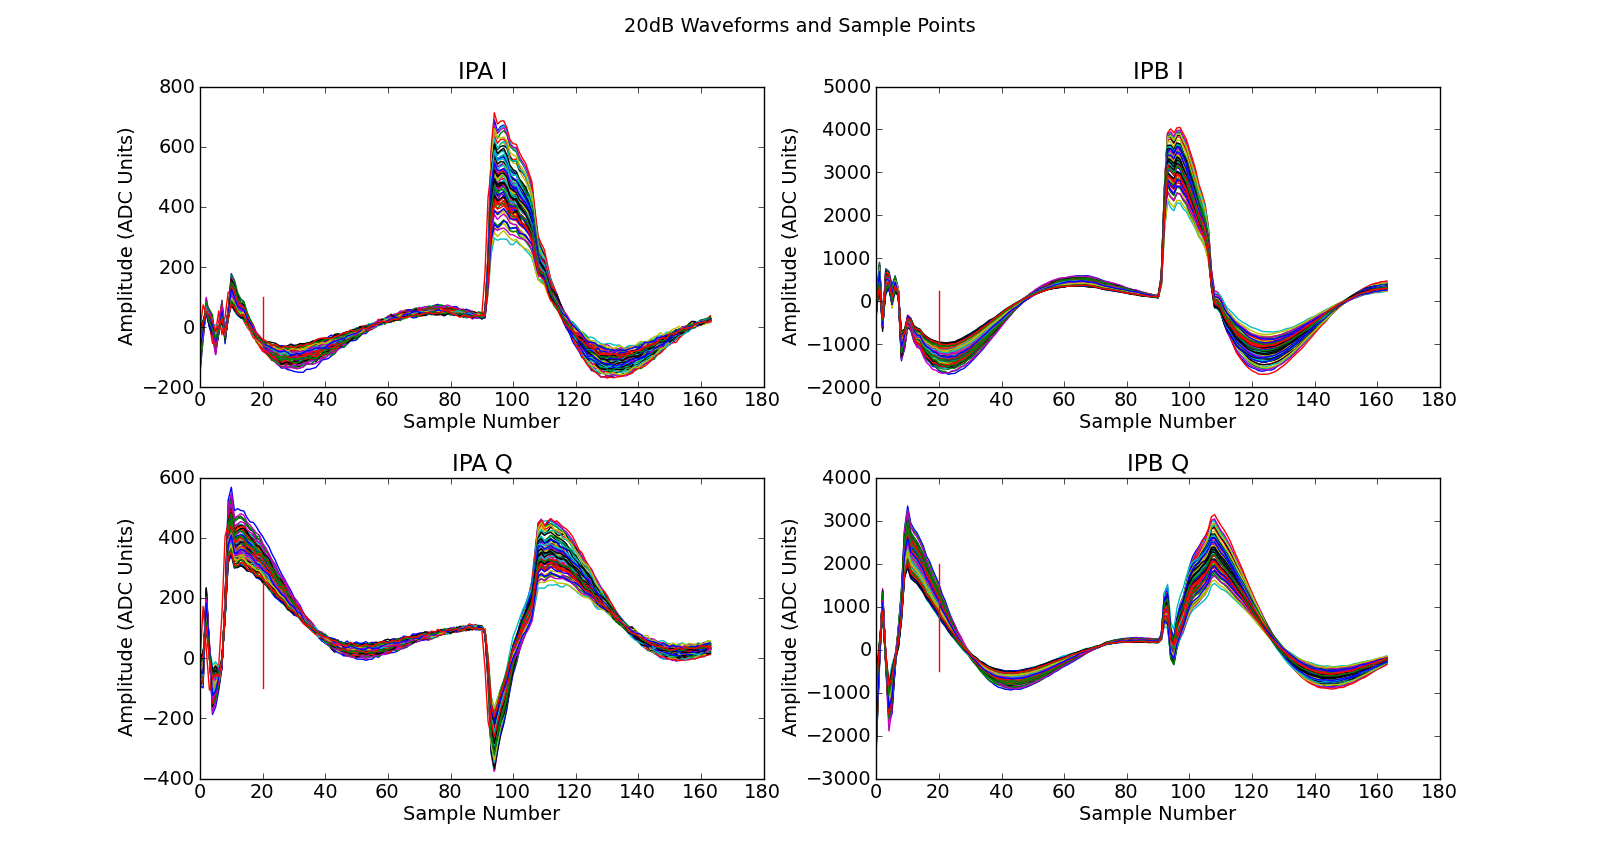 20dB Waveforms and Sample Points
IPA I
800
600
400
200
0
−200
Amplitude (ADC Units)
0 20 40 60 80 100 120 140 160 180
Sample Number
IPB I
5000
4000
3000
2000
1000
0
−1000
−2000
Amplitude (ADC Units)
0 20 40 60 80 100 120 140 160 180
Sample Number
IPA Q
600
400
200
0
−200
−400
Amplitude (ADC Units)
0 20 40 60 80 100 120 140 160 180
Sample Number
IPB Q
4000
3000
2000
1000
0
−1000
−2000
−3000
Amplitude (ADC Units)
0 20 40 60 80 100 120 140 160 180
Sample Number